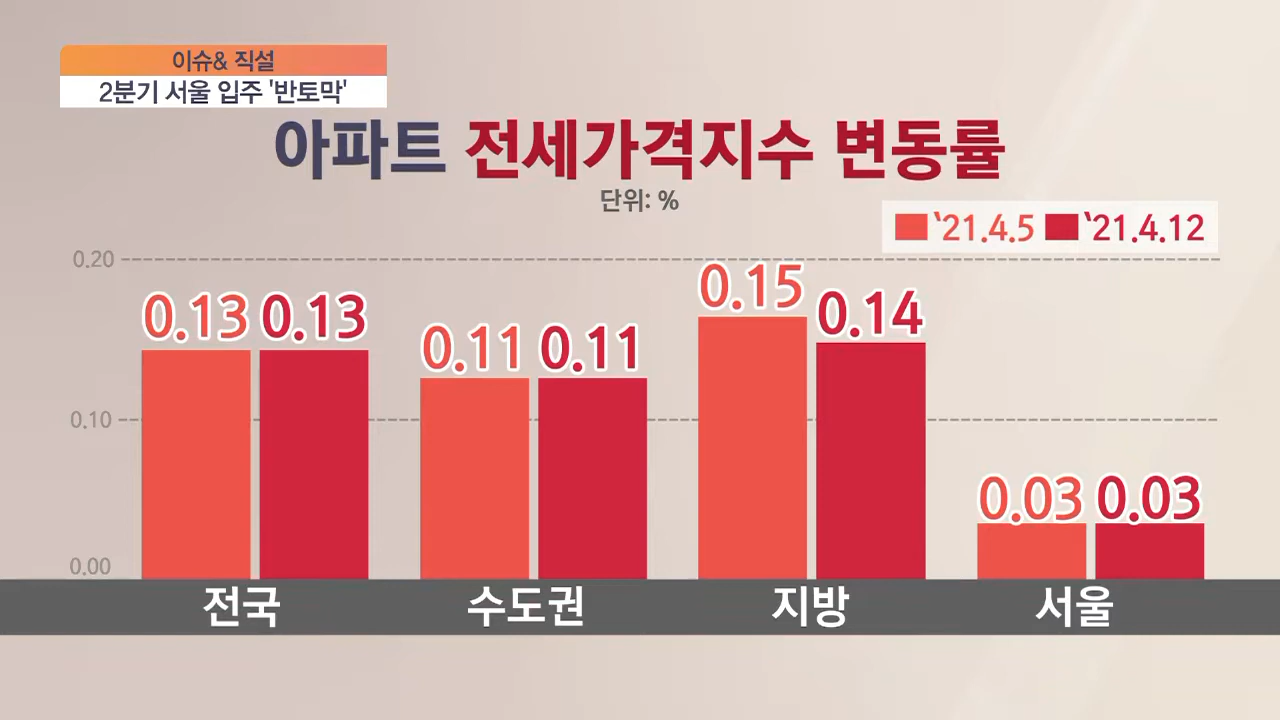 이슈& 직설
2분기 서울 입주 '반토막'
아파트 전세가격지수 변동률
단위: %
‵21.4.5 ‵21.4.12
0.20
0.13 0.13 0.11 0.11 0.15 0.14 0.03 0.03
0.10
0.00
전국 수도권 지방 서울